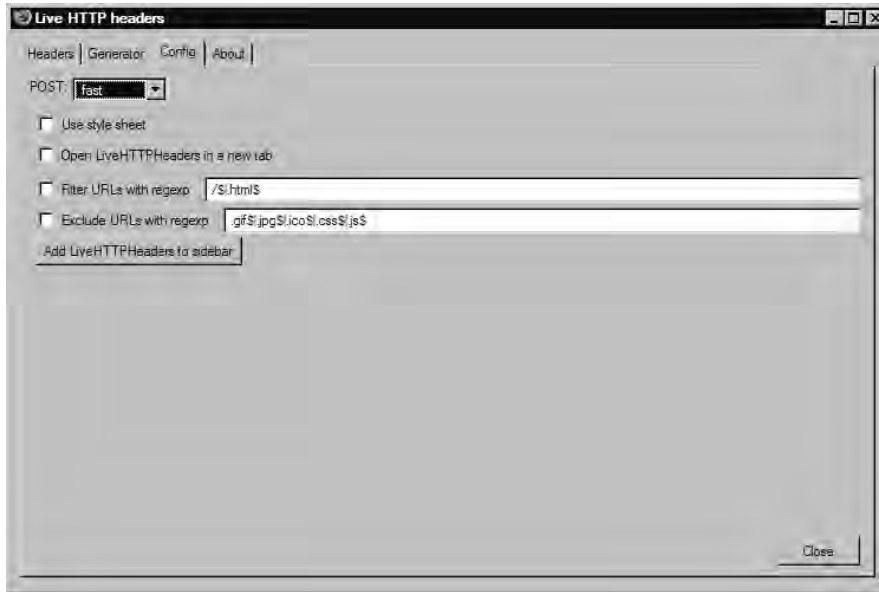 Live HTTP headers
Headers Generator Config About
POST: fast
Use style sheet
Open LiveHTTPHeaders in a new tab
Filter URLs with regexp /$|.html$
Exclude URLs with regexp .gif$|.jpg$|.ico$|.css$|.js$
Add LiveHTTPHeaders to sidebar
Close